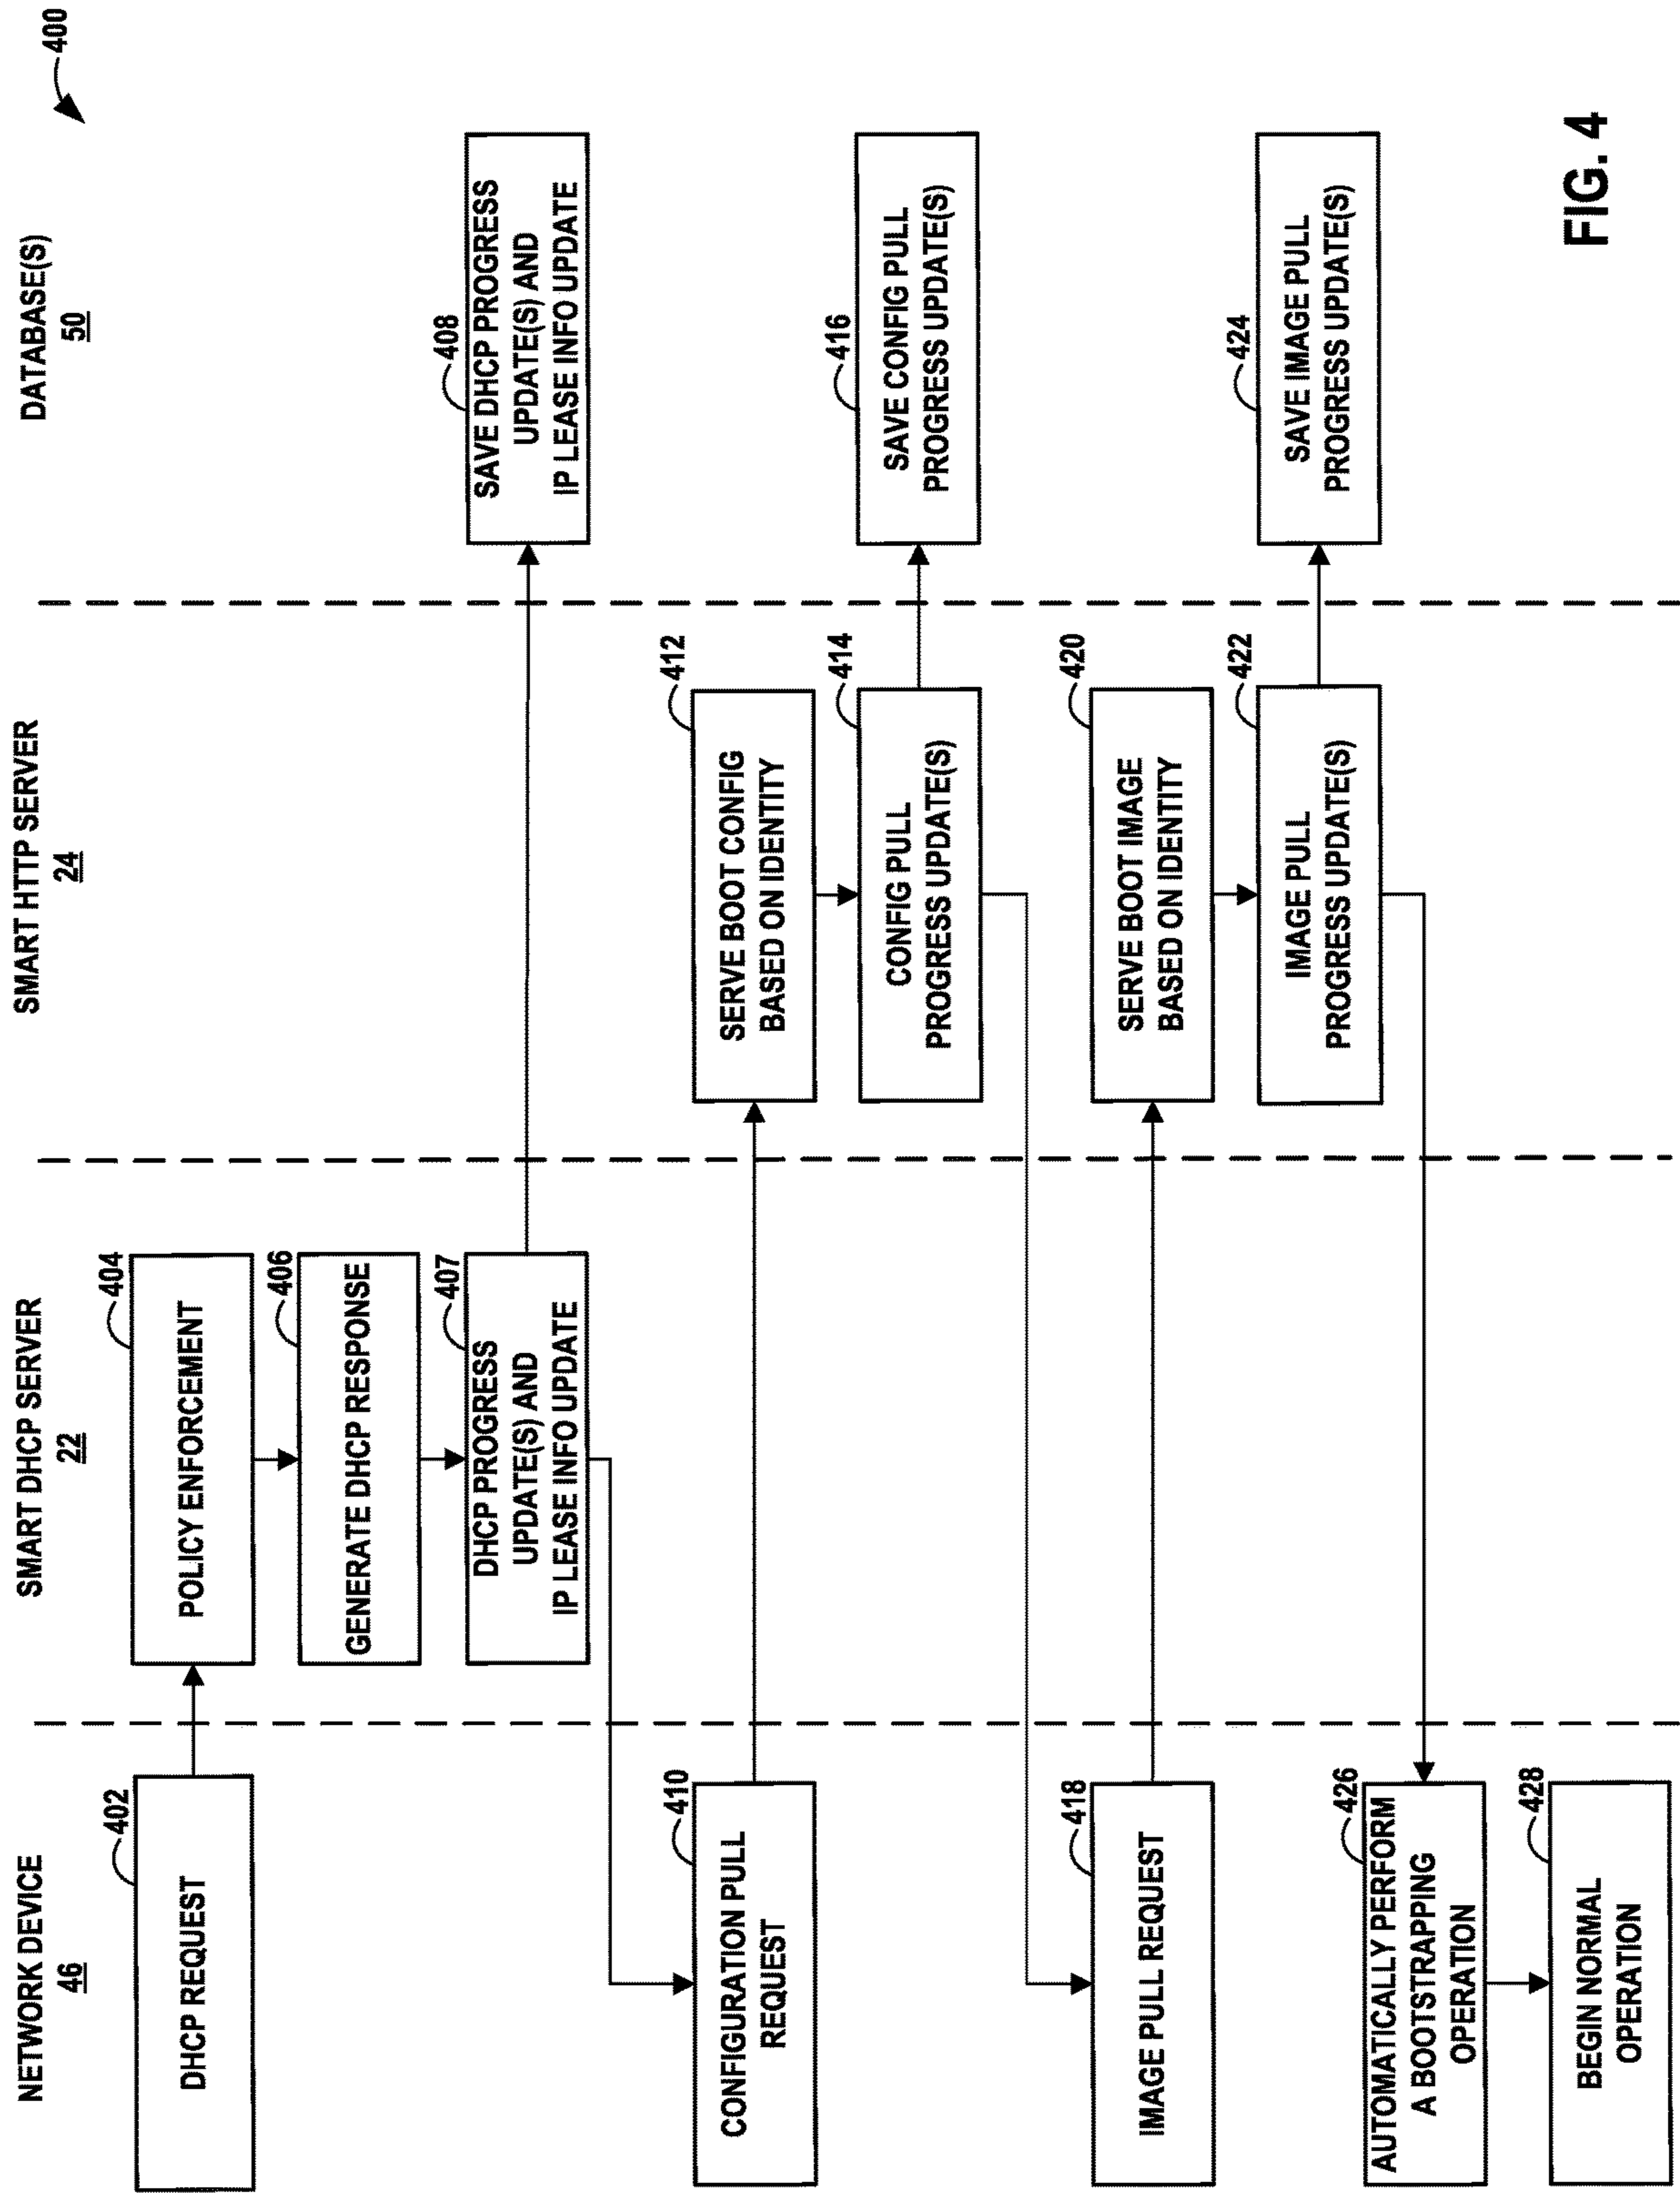 400
NETWORK DEVICE
46
SMART DHCP SERVER
22
SMART HTTP SERVER
24
DATABASE(S)
50
402
DHCP REQUEST
404
POLICY ENFORCEMENT
406
GENERATE DHCP RESPONSE
407
DHCP PROGRESS
UPDATE(S) AND
IP LEASE INFO UPDATE
408
SAVE DHCP PROGRESS
UPDATE(S) AND
IP LEASE INFO UPDATE
410
CONFIGURATION PULL
REQUEST
412
SERVE BOOT CONFIG
BASED ON IDENTITY
414
CONFIG PULL
PROGRESS UPDATE(S)
416
SAVE CONFIG PULL
PROGRESS UPDATE(S)
418
IMAGE PULL REQUEST
420
SERVE BOOT IMAGE
BASED ON IDENTITY
422
IMAGE PULL
PROGRESS UPDATE(S)
424
SAVE IMAGE PULL
PROGRESS UPDATE(S)
426
AUTOMATICALLY PERFORM
A BOOTSTRAPPING
OPERATION
428
BEGIN NORMAL
OPERATION
FIG. 4